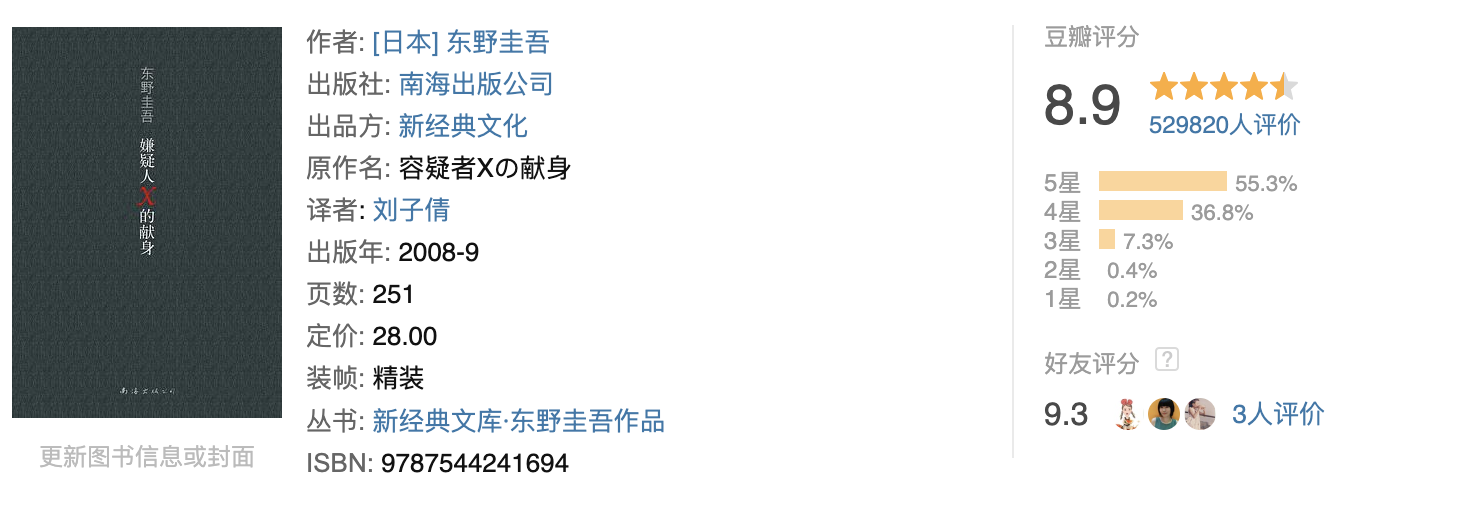 东野圭吾
嫌疑人X的献身
南海出版公司
更新图书信息或封面
作者: [日本] 东野圭吾
出版社: 南海出版公司
出品方: 新经典文化
原作名: 容疑者Xの献身
译者: 刘子倩
出版年: 2008-9
页数: 251
定价: 28.00
装帧: 精装
丛书: 新经典文库·东野圭吾作品
ISBN: 9787544241694
豆瓣评分
8.9
529820人评价
5星 55.3%
4星 36.8%
3星 7.3%
2星 0.4%
1星 0.2%
好友评分 ?
9.3 3人评价